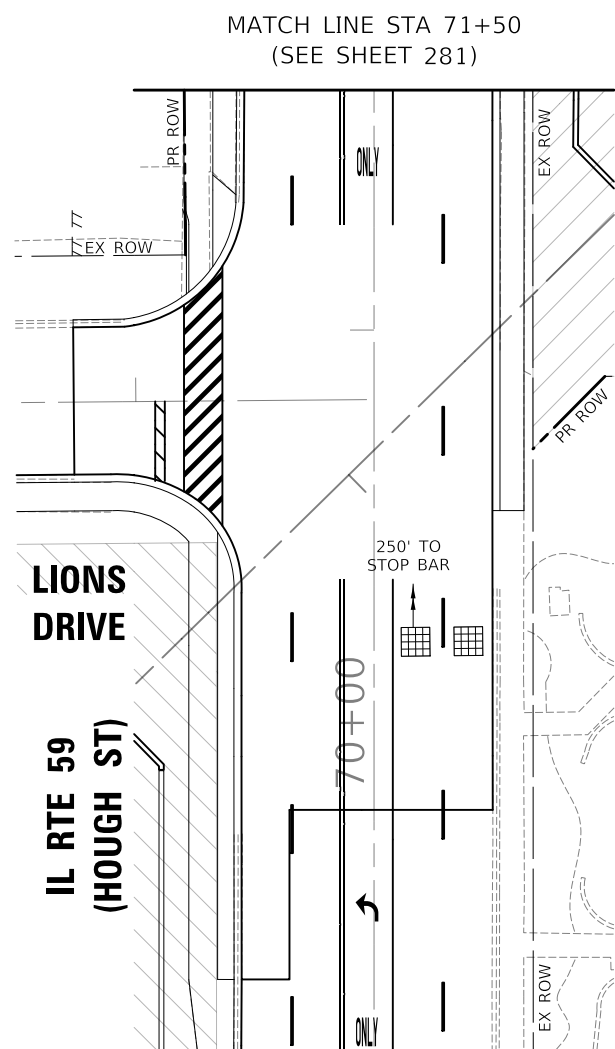 MATCH LINE STA 71+50
(SEE SHEET 281)
PR ROW
ONLY
EX ROW
EX ROW
PR ROW
250' TO
STOP BAR
LIONS
DRIVE
70+00
IL RTE 59
(HOUGH ST)
EX ROW
ONLY